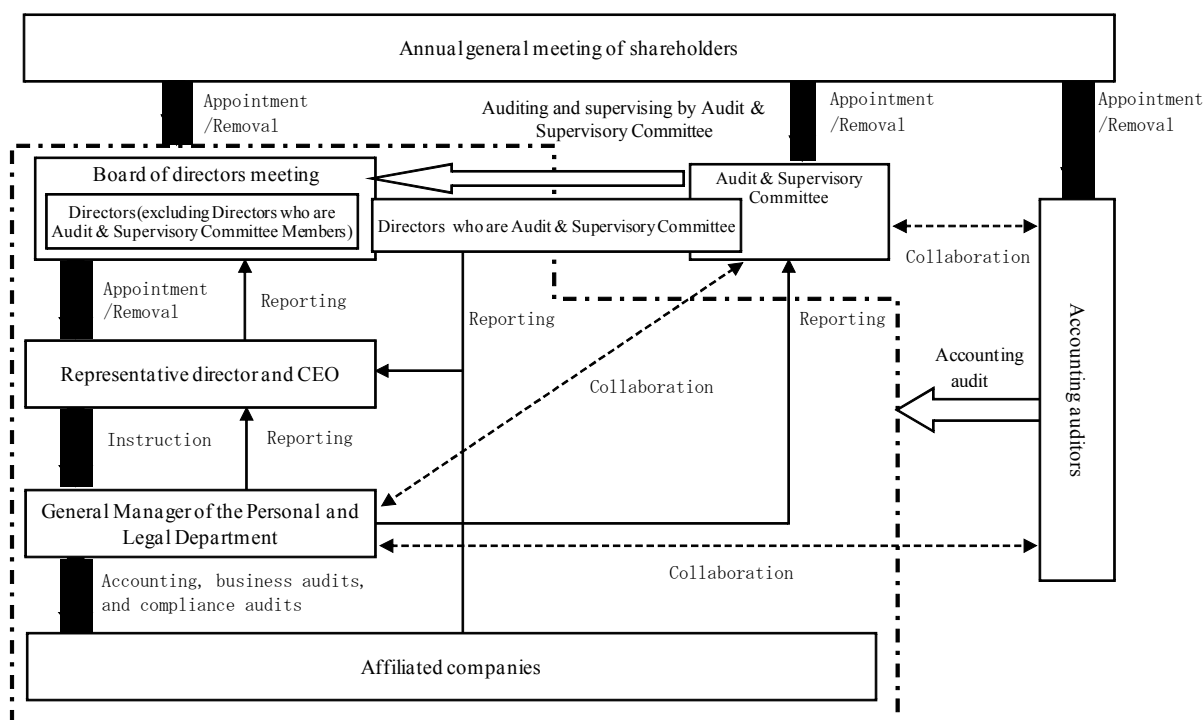 Annual general meeting of shareholders
Appointment
/Removal
Auditing and supervising by Audit &
Supervisory Committee
Appointment
/Removal
Appointment
/Removal
Board of directors meeting
Directors (excluding Directors who are
Audit & Supervisory Committee Members)
Directors who are Audit & Supervisory Committee
Audit & Supervisory
Committee
Collaboration
Appointment
/Removal
Reporting
Reporting
Reporting
Accounting auditors
Representative director and CEO
Collaboration
Accounting
audit
Instruction
Reporting
General Manager of the Personal and
Legal Department
Collaboration
Accounting, business audits,
and compliance audits
Affiliated companies